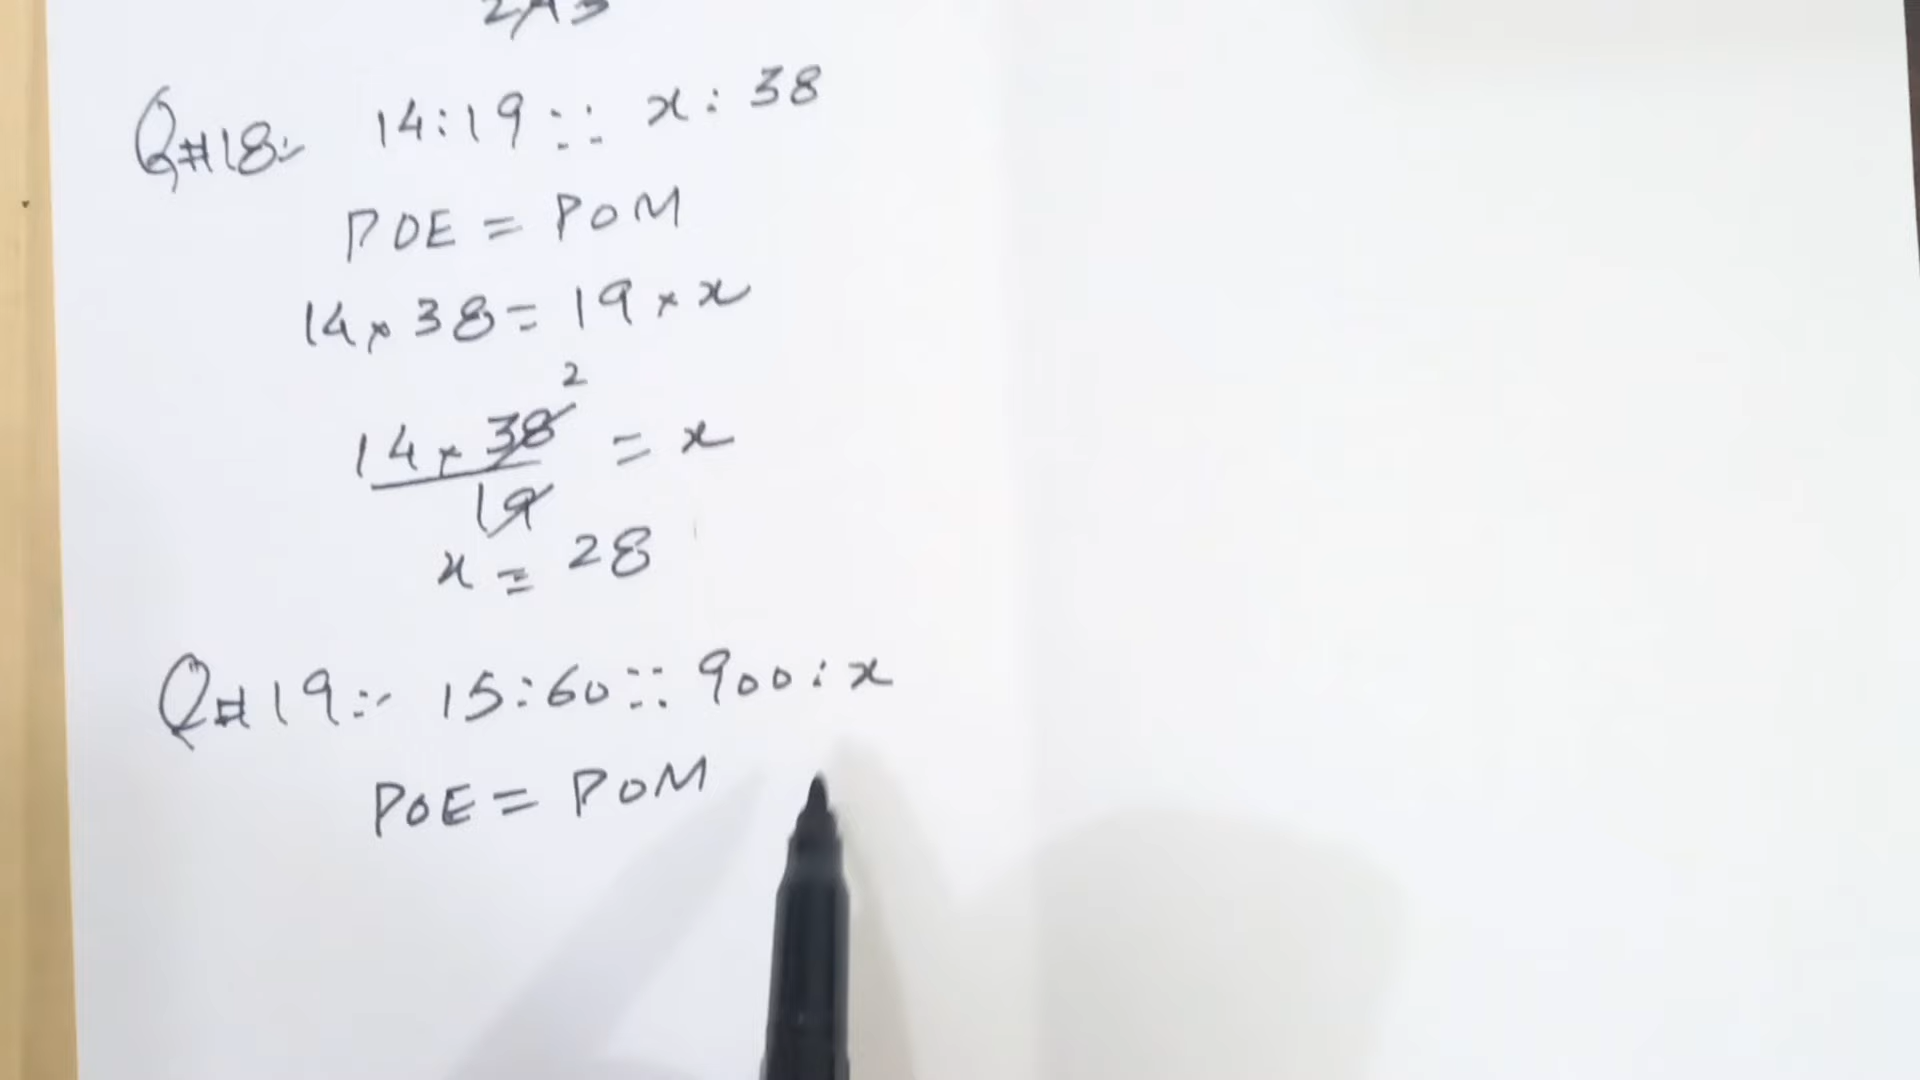 Q#18:- 14:19 :: x:38
POE = POM
14 × 38 = 19 × x
2
14 × 38 = x
19
x = 28
Q#19:- 15:60 :: 900:x
POE = POM